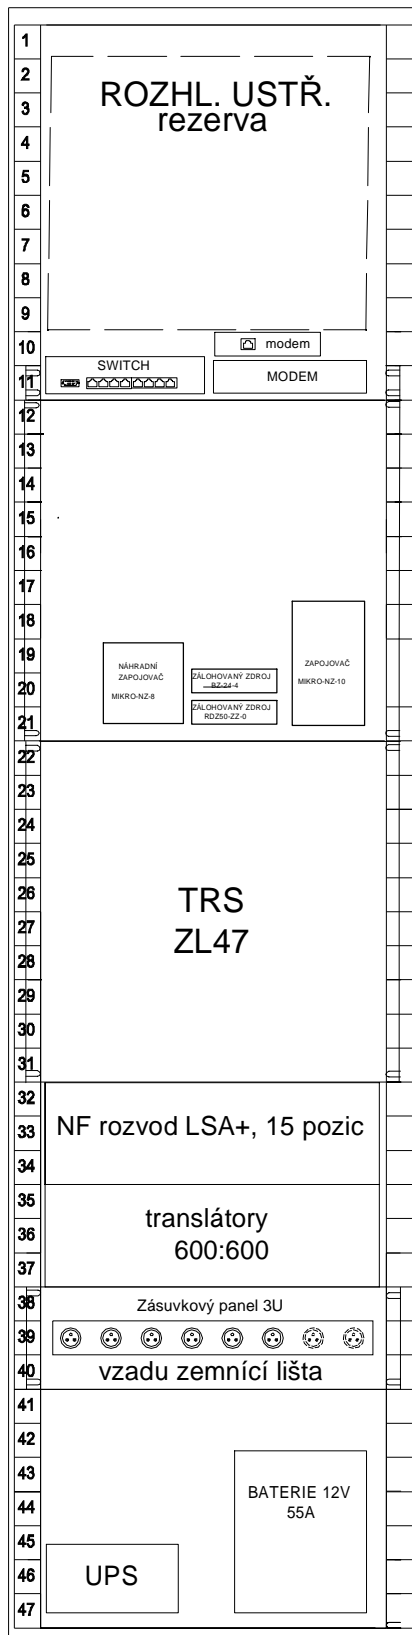 1
2
ROZHL. USTŘ.
3
rezerva
4
5
6
7
8
9
10
modem
SWITCH
MODEM
11
12
13
14
15
16
17
18
19
NÁHRADNÍ
ZAPOJOVAČ
MIKRO-NZ-8
ZÁLOHOVANÝ ZDROJ
BZ-24-4
ZÁLOHOVANÝ ZDROJ
RDZ50-ZZ-0
ZAPOJOVAČ
MIKRO-NZ-10
20
21
22
23
24
25
26
TRS
27
ZL47
28
29
30
31
32
33
NF rozvod LSA+, 15 pozic
34
35
translátory
36
600:600
37
38
Zásuvkový panel 3U
39
40
vzadu zemnící lišta
41
42
43
BATERIE 12V
44
55A
45
46
UPS
47